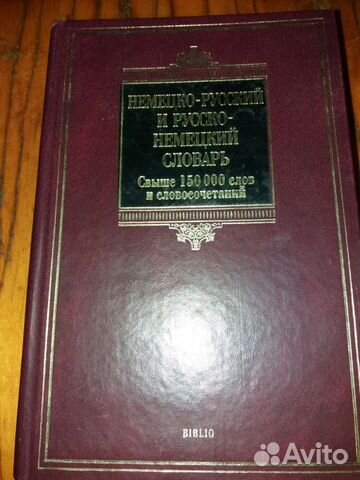 НЕМЕЦКО-РУССКИЙ
И РУССКО-
НЕМЕЦКИЙ
СЛОВАРЬ
Свыше 150 000 слов
и словосочетаний
BIBLIO
Avito